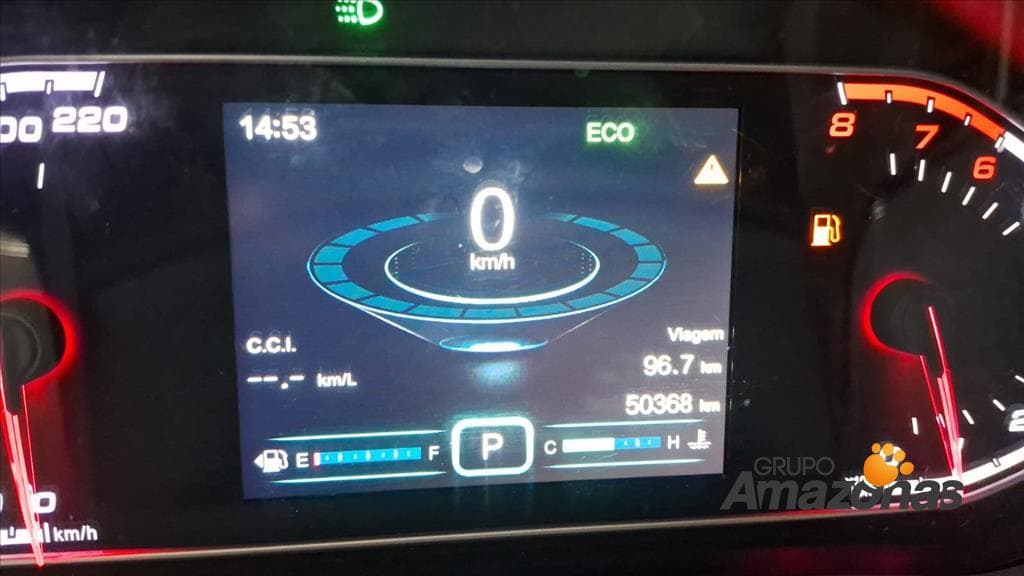 220
14:53
ECO
8
7
6
0
km/h
C.C.I.
Viagem
--.- km/L
96.7 km
50368 km
E F
P
C H
0
km/h
GRUPO
Amazonas